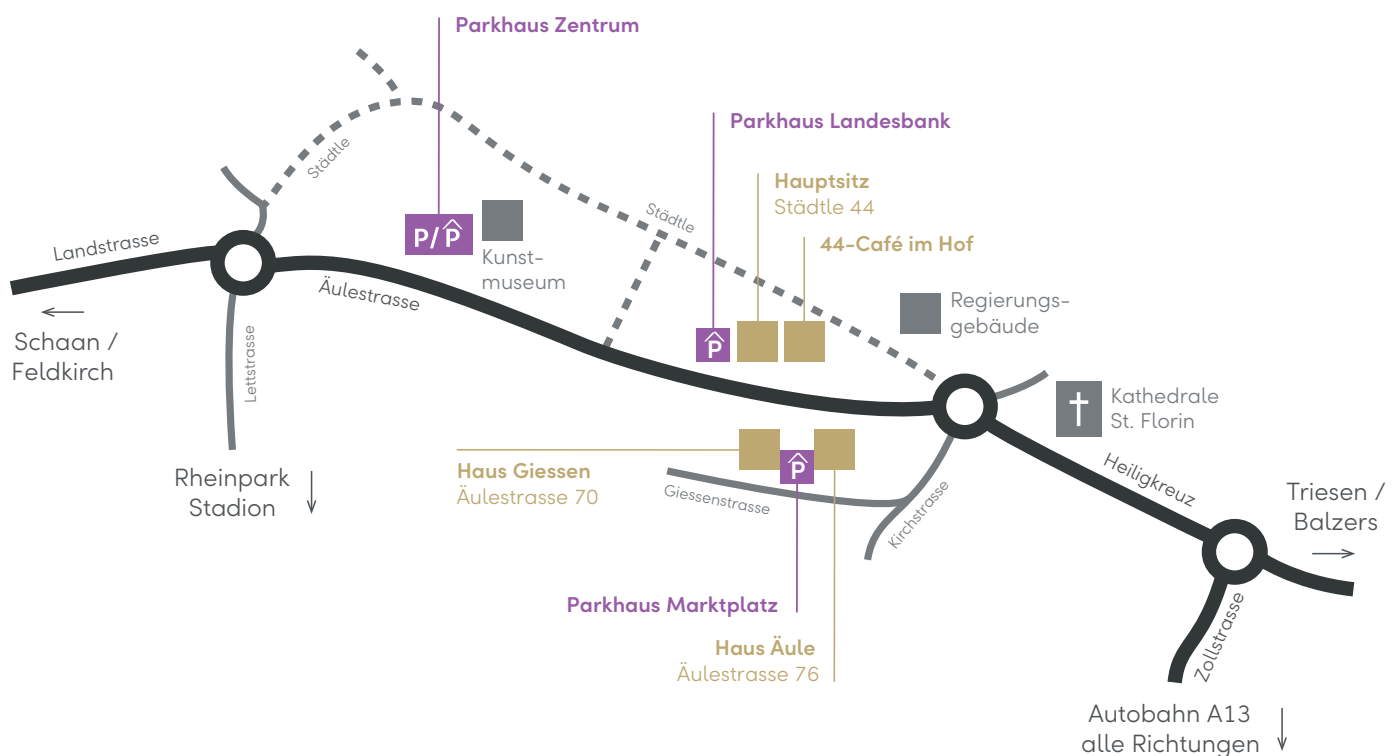 Parkhaus Zentrum
Parkhaus Landesbank
Städtle
Hauptsitz
Städtle 44
Städtle
44-Café im Hof
P/P
Kunst-
museum
Landstrasse
Äulestrasse
Regierungs-
gebäude
Schaan /
Feldkirch
Lettstrasse
P
Kathedrale
St. Florin
Haus Giessen
Äulestrasse 70
P
Giessenstrasse
Kirchstrasse
Heiligkreuz
Rheinpark
Stadion
Triesen /
Balzers
Parkhaus Marktplatz
Haus Äule
Äulestrasse 76
Zollstrasse
Autobahn A13
alle Richtungen